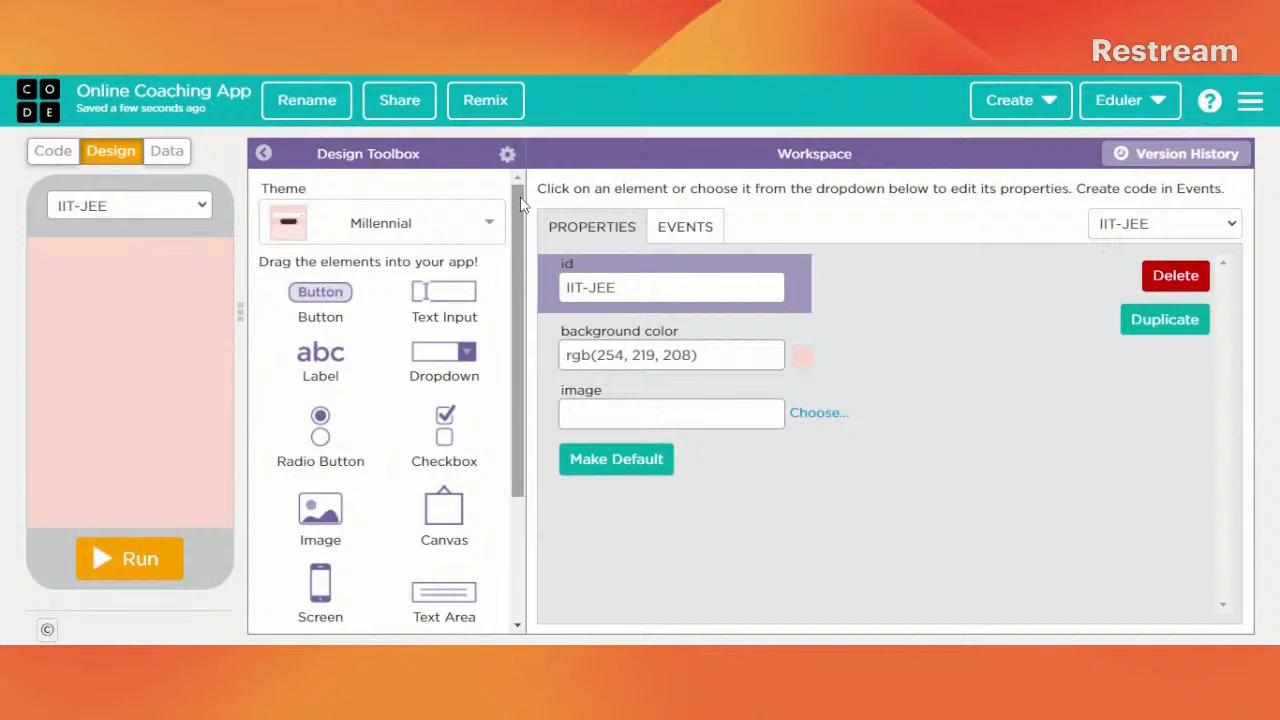 Restream
CODE
Online Coaching App
Saved a few seconds ago
Rename
Share
Remix
Create
Eduler
?
Code
Design
Data
IIT-JEE
Run
©
Design Toolbox
Theme
Millennial
Drag the elements into your app!
Button
Button
Text Input
abc
Label
Dropdown
Radio Button
Checkbox
Image
Canvas
Screen
Text Area
Workspace
Version History
Click on an element or choose it from the dropdown below to edit its properties. Create code in Events.
PROPERTIES
EVENTS
IIT-JEE
id
IIT-JEE
Delete
Duplicate
background color
rgb(254, 219, 208)
image
Choose...
Make Default